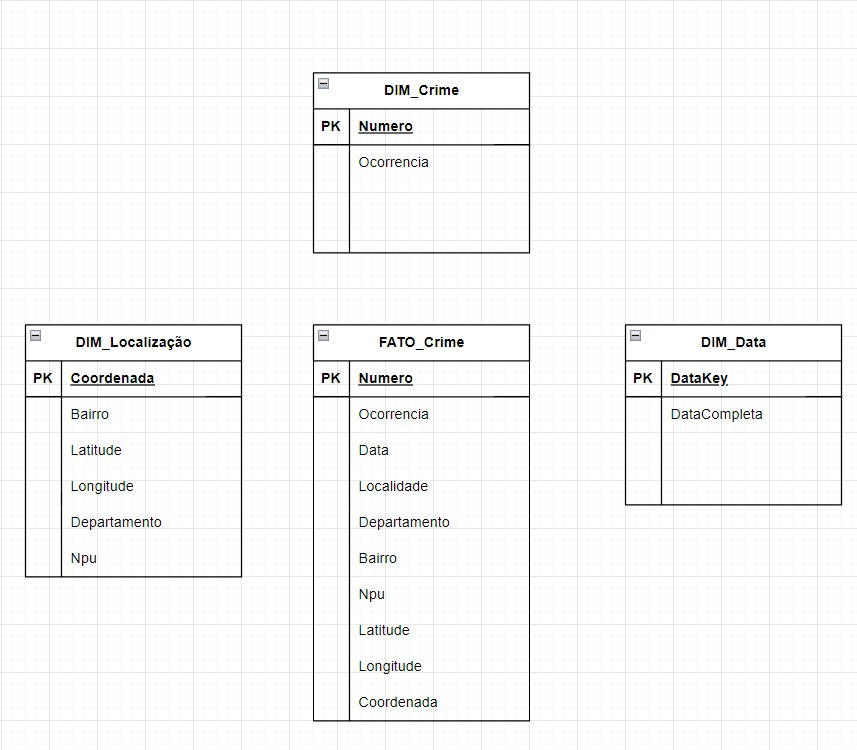 DIM_Crime
PK Numero
Ocorrencia
DIM_Localização
PK Coordenada
Bairro
Latitude
Longitude
Departamento
Npu
FATO_Crime
PK Numero
Ocorrencia
Data
Localidade
Departamento
Bairro
Npu
Latitude
Longitude
Coordenada
DIM_Data
PK DataKey
DataCompleta